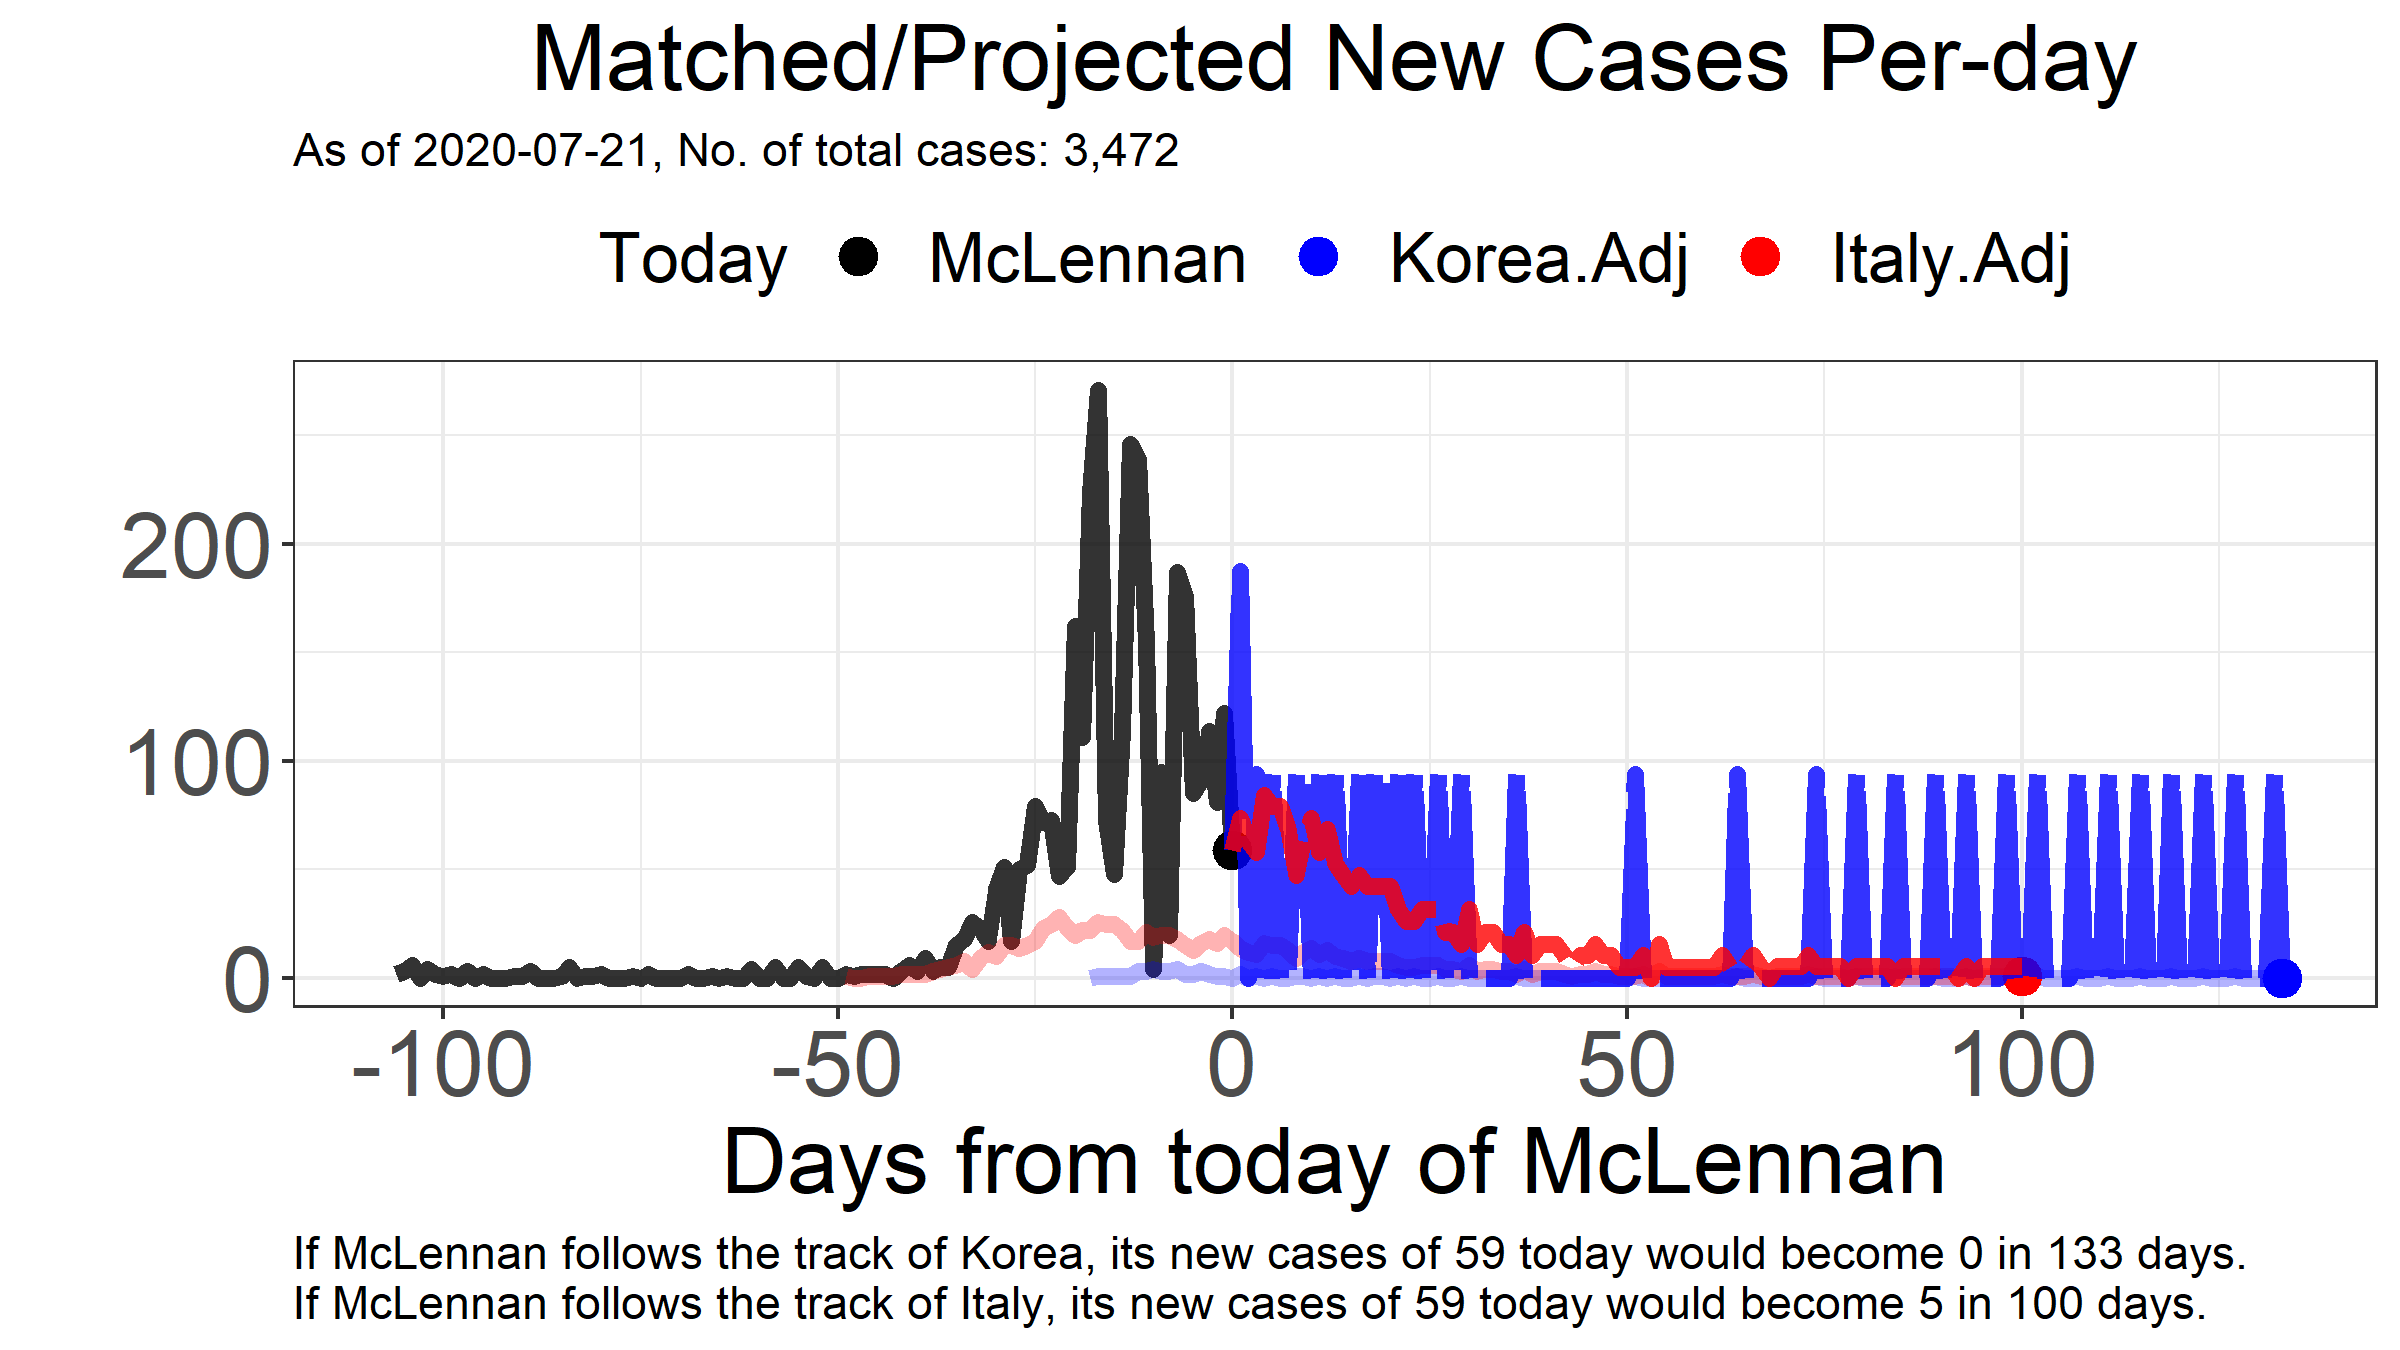 Matched/Projected New Cases Per-day
As of 2020-07-21, No. of total cases: 3,472
Today McLennan Korea.Adj Italy.Adj
200
100
0
-100 -50 0 50 100
Days from today of McLennan
If McLennan follows the track of Korea, its new cases of 59 today would become 0 in 133 days.
If McLennan follows the track of Italy, its new cases of 59 today would become 5 in 100 days.